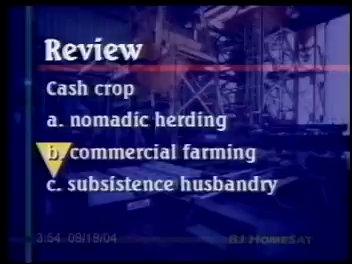 Review
Cash crop
a. nomadic herding
b. commercial farming
c. subsistence husbandry
3:54 09/19/04 BJ HOMESAT